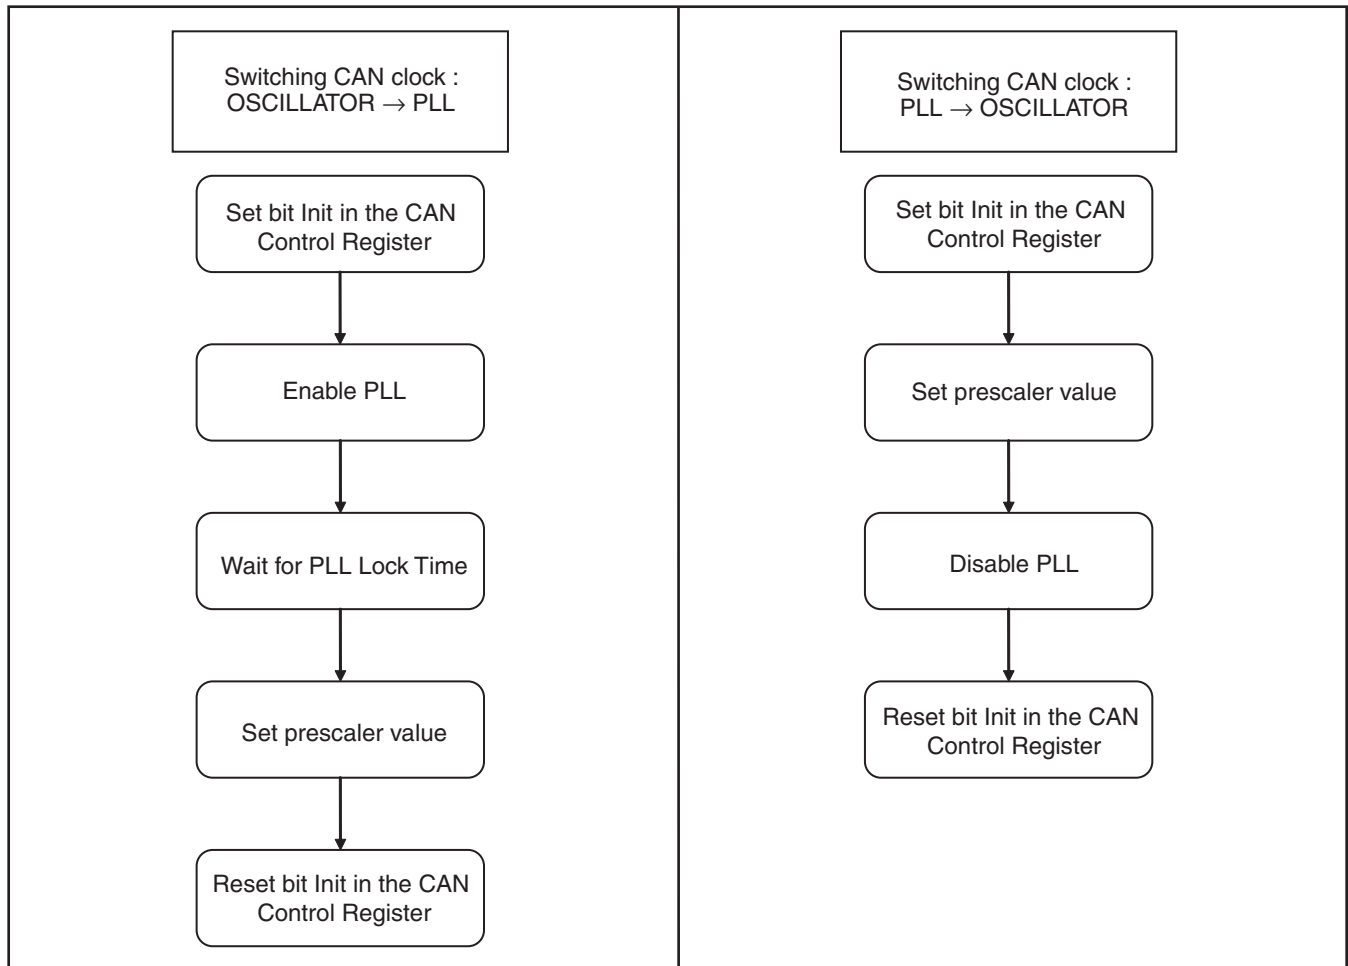 Switching CAN clock :
OSCILLATOR → PLL
Set bit Init in the CAN
Control Register
Enable PLL
Wait for PLL Lock Time
Set prescaler value
Reset bit Init in the CAN
Control Register
Switching CAN clock :
PLL → OSCILLATOR
Set bit Init in the CAN
Control Register
Set prescaler value
Disable PLL
Reset bit Init in the CAN
Control Register